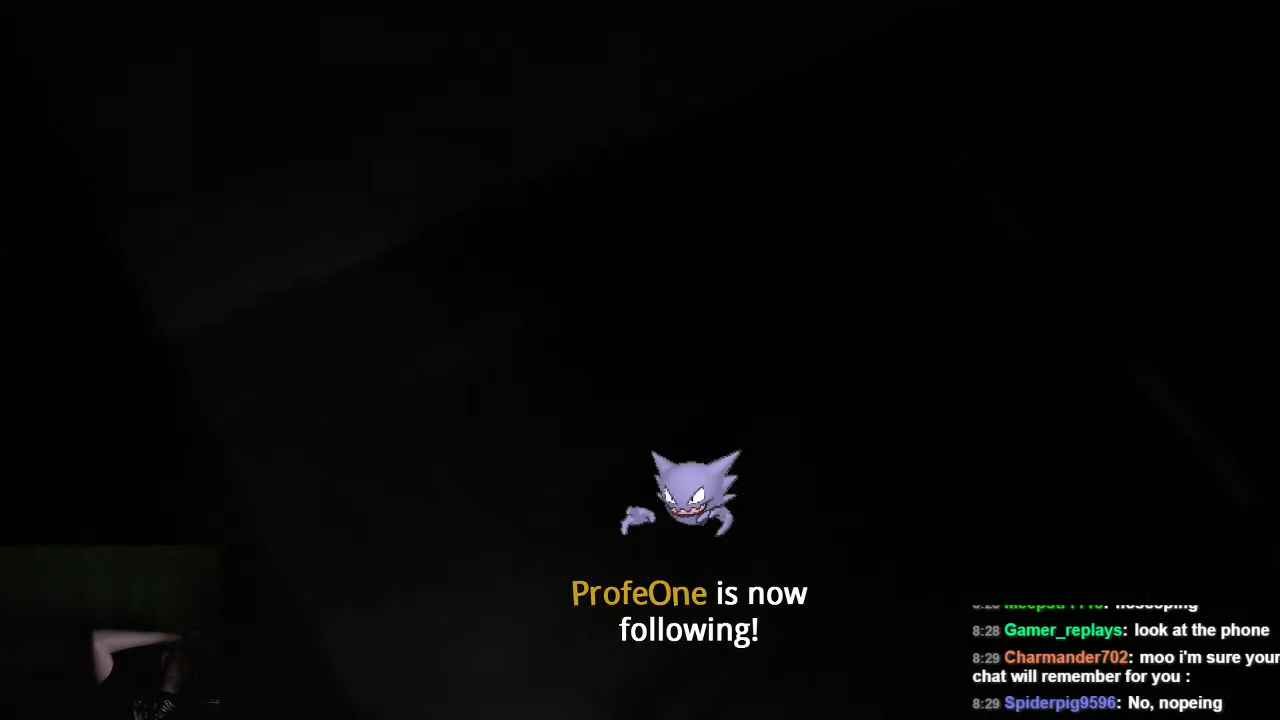 ProfeOne is now
following!
noscoping
8:28 Gamer_replays: look at the phone
8:29 Charmander702: moo i'm sure your
chat will remember for you :
8:29 Spiderpig9596: No, nopeing